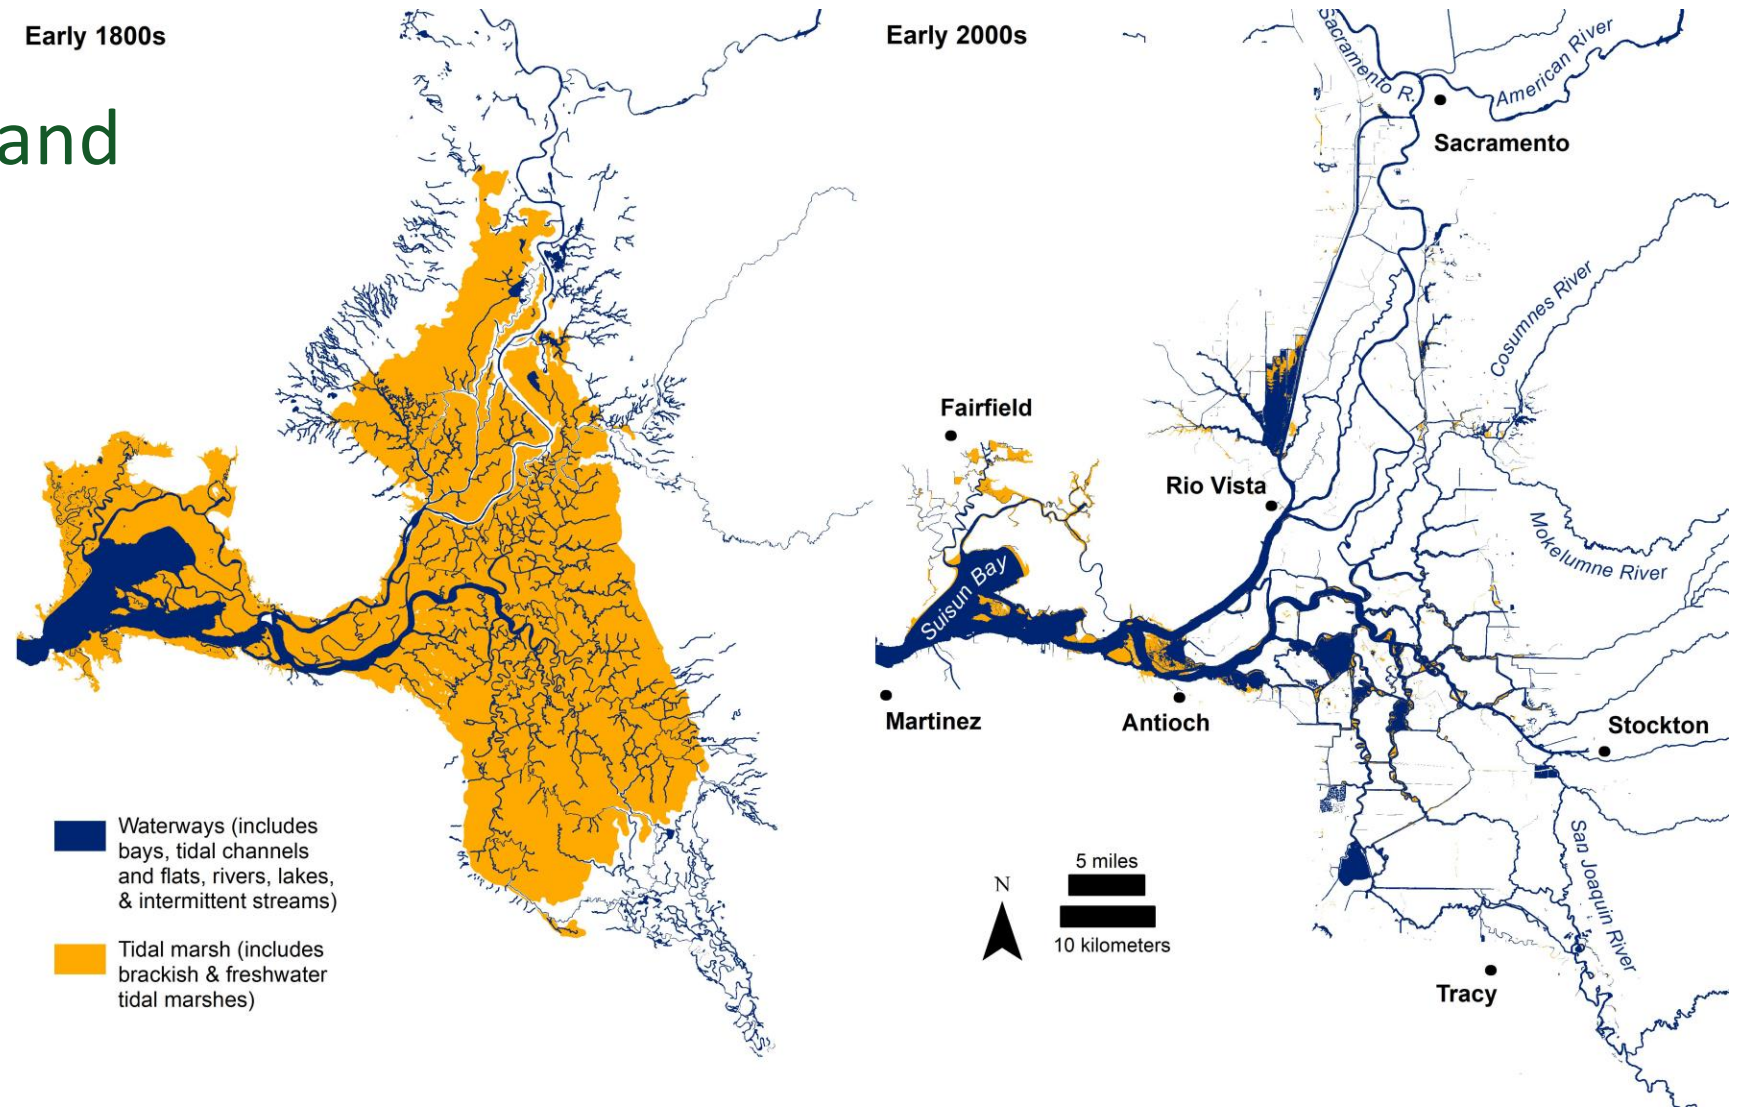 Early 1800s
and
Waterways (includes
bays, tidal channels
and flats, rivers, lakes,
& intermittent streams)
Tidal marsh (includes
brackish & freshwater
tidal marshes)
Early 2000s
Sacramento R.
American River
Sacramento
Cosumnes River
Fairfield
Rio Vista
Mokelumne River
Suisun Bay
Martinez
Antioch
Stockton
San Joaquin River
5 miles
N
10 kilometers
Tracy